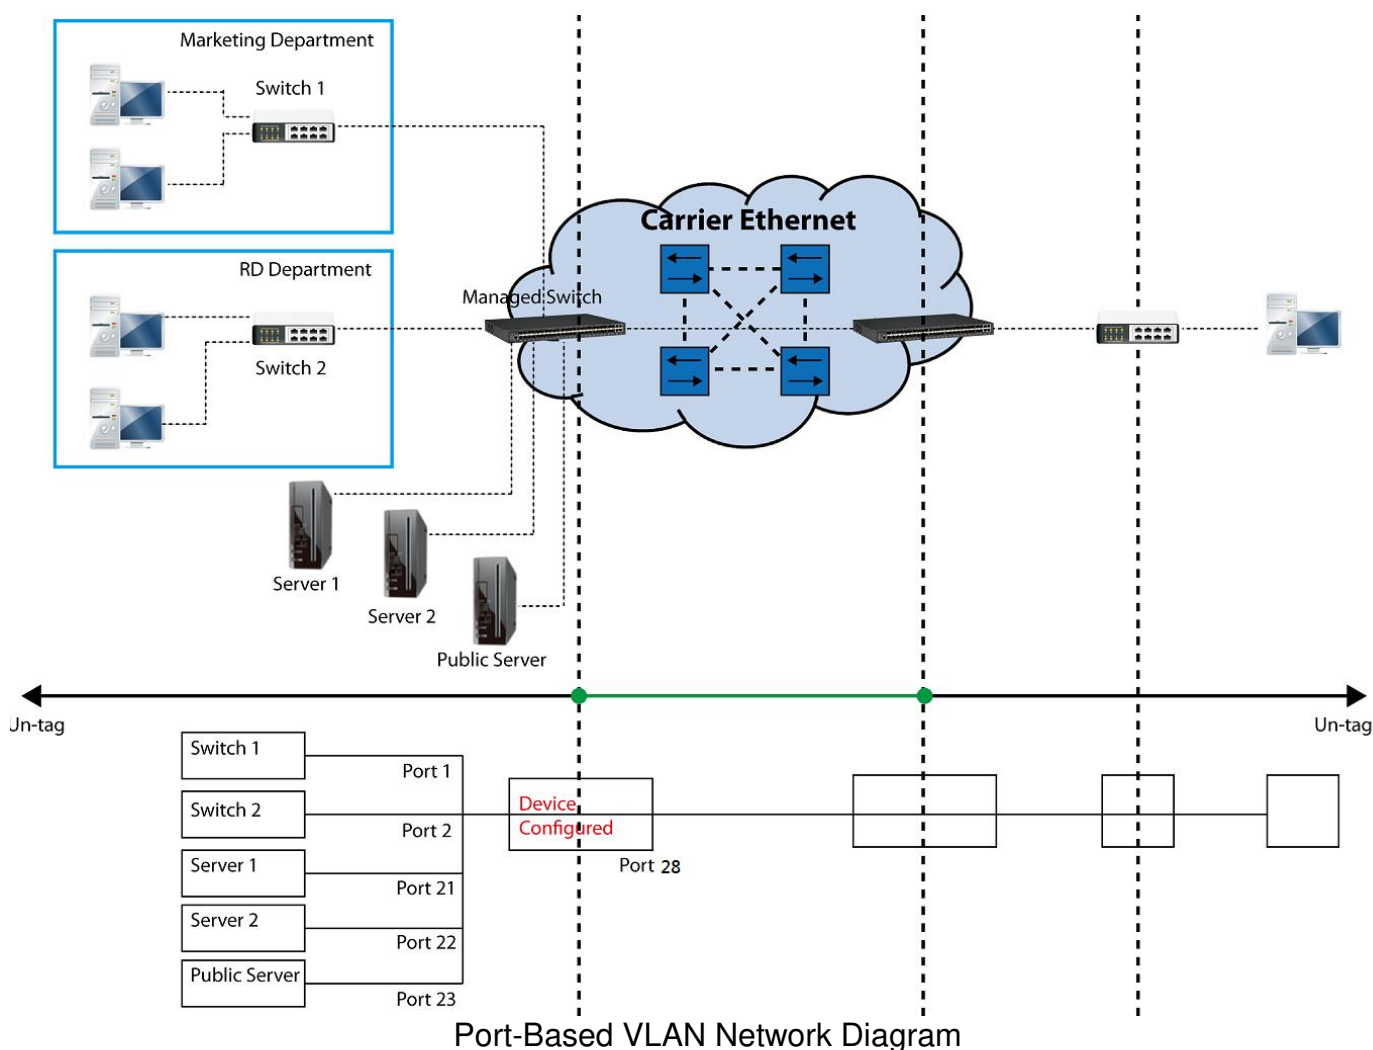 Marketing Department
Switch 1
Carrier Ethernet
RD Department
Managed Switch
Switch 2
Server 1
Server 2
Public Server
Un-tag
Un-tag
Switch 1
Port 1
Switch 2
Port 2
Device
Configured
Server 1
Port 28
Port 21
Server 2
Port 22
Public Server
Port 23
Port-Based VLAN Network Diagram